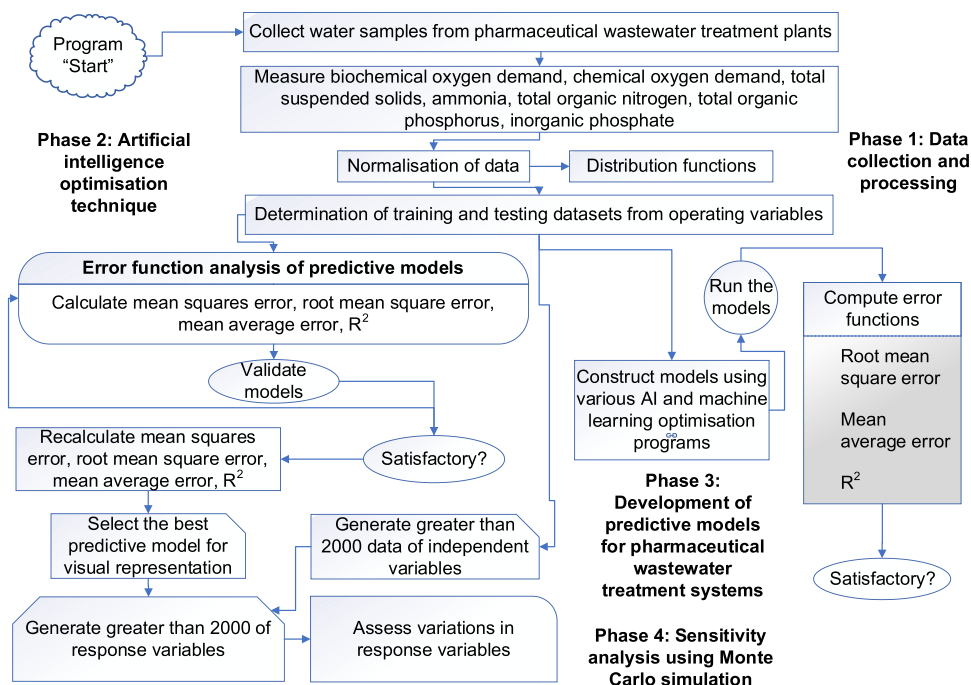 Program
“Start”
Collect water samples from pharmaceutical wastewater treatment plants
Measure biochemical oxygen demand, chemical oxygen demand, total
suspended solids, ammonia, total organic nitrogen, total organic
phosphorus, inorganic phosphate
Phase 2: Artificial
intelligence
optimisation
technique
Phase 1: Data
collection and
processing
Normalisation of data
Distribution functions
Determination of training and testing datasets from operating variables
Error function analysis of predictive models
Calculate mean squares error, root mean square error,
mean average error, R²
Validate
models
Run the
models
Compute error
functions
Root mean
square error
Mean
average error
R²
Construct models using
various AI and machine
learning optimisation
programs
Recalculate mean squares
error, root mean square error,
mean average error, R²
Satisfactory?
Phase 3:
Development of
predictive models
for pharmaceutical
wastewater
treatment systems
Select the best
predictive model for
visual representation
Generate greater than
2000 data of independent
variables
Satisfactory?
Generate greater than 2000 of
response variables
Assess variations in
response variables
Phase 4: Sensitivity
analysis using Monte
Carlo simulation